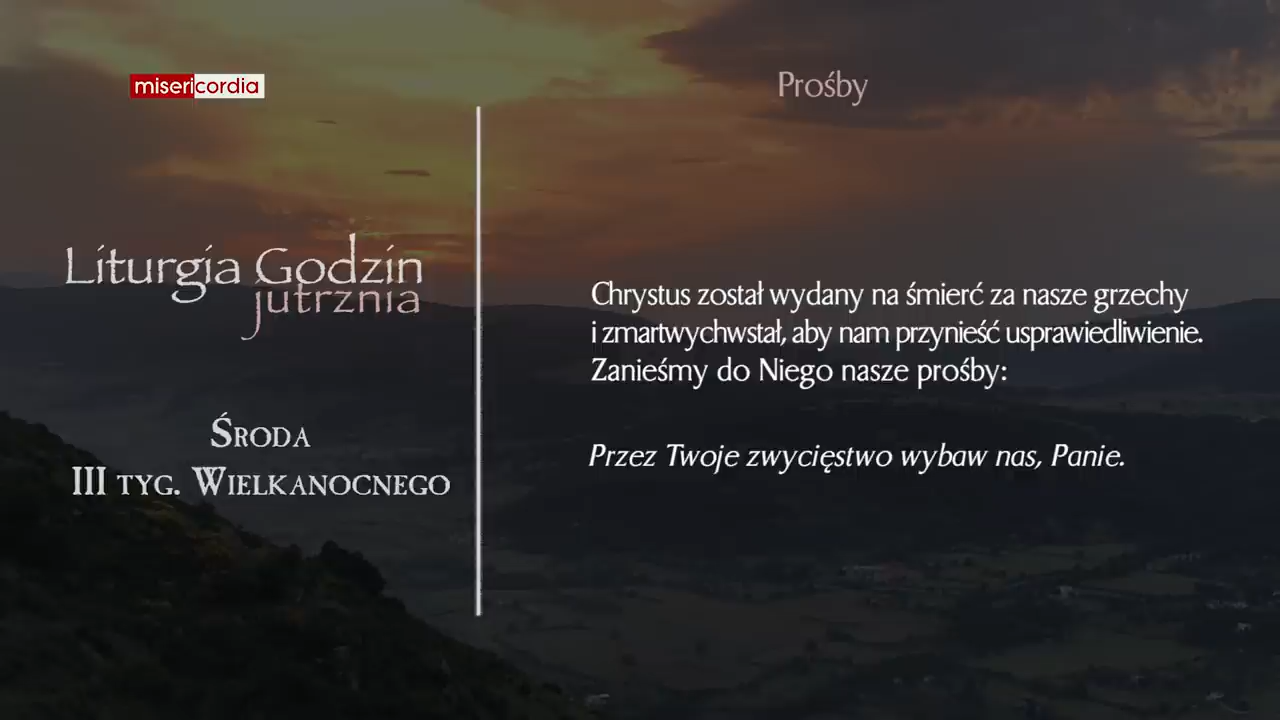 misericordia
Liturgia Godzin
jutrznia
Środa
III tyg. Wielkanocnego
Prośby
Chrystus został wydany na śmierć za nasze grzechy
i zmartwychwstał, aby nam przynieść usprawiedliwienie.
Zanieśmy do Niego nasze prośby:
Przez Twoje zwycięstwo wybaw nas, Panie.